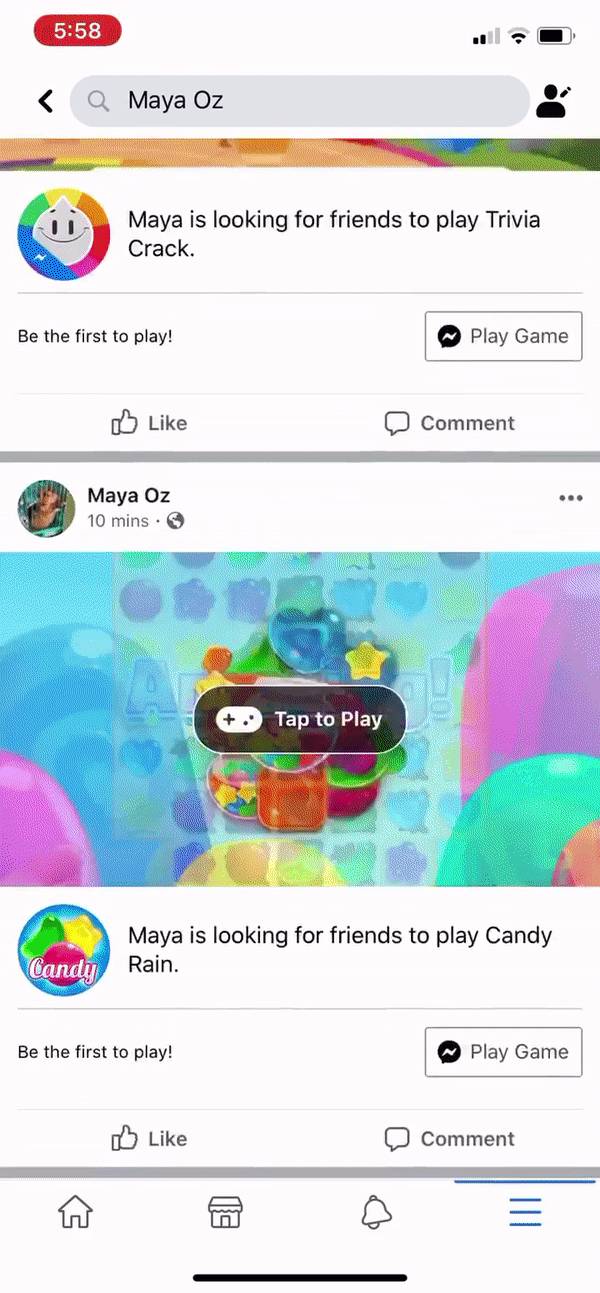 5:58
Maya Oz
Maya is looking for friends to play Trivia
Crack.
Be the first to play!
Play Game
Like
Comment
Maya Oz
10 mins ·
Tap to Play
Candy
Maya is looking for friends to play Candy
Rain.
Be the first to play!
Play Game
Like
Comment